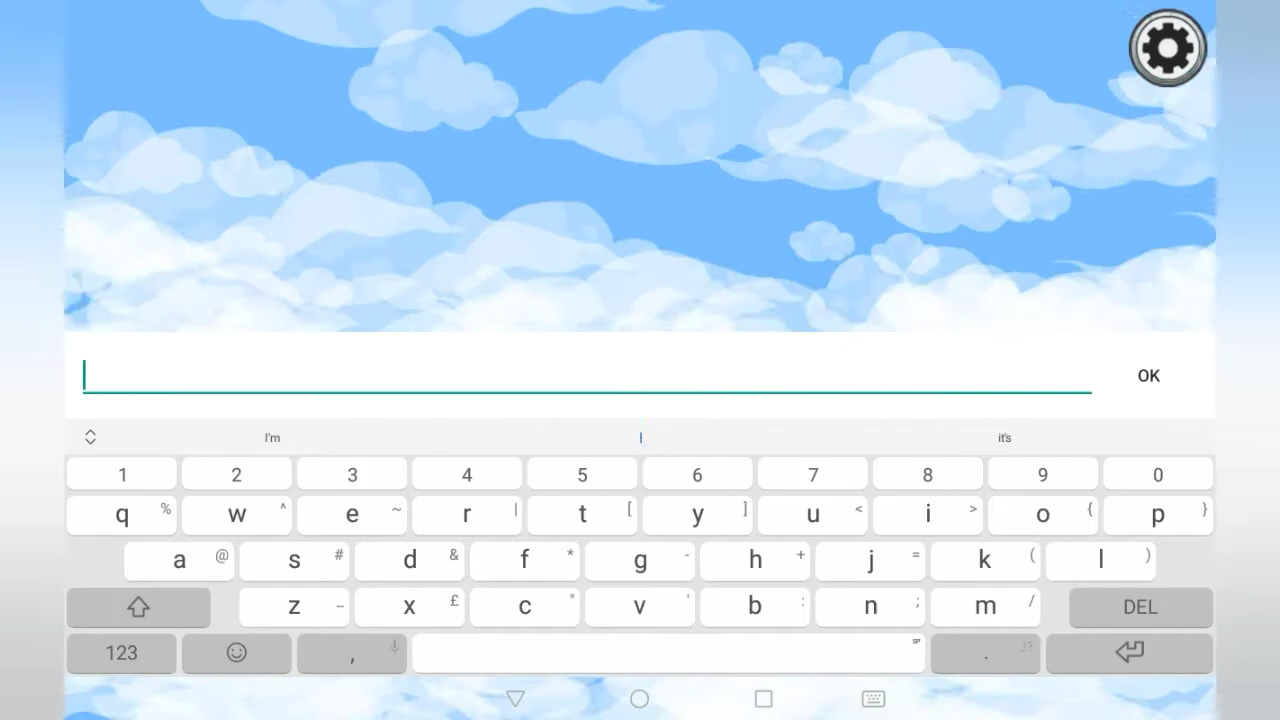 OK
I'm I it's
1 2 3 4 5 6 7 8 9 0
q % w ^ e ~ r | t [ y ] u < i > o { p }
a @ s # d & f * g - h + j = k ( l )
z _ x £ c " v ' b : n ; m / DEL
123 , . ,!?